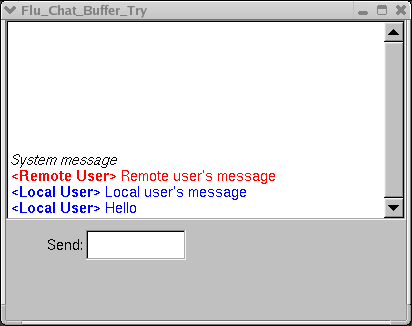 Flu_Chat_Buffer_Try
System message
<Remote User> Remote user's message
<Local User> Local user's message
<Local User> Hello
Send: